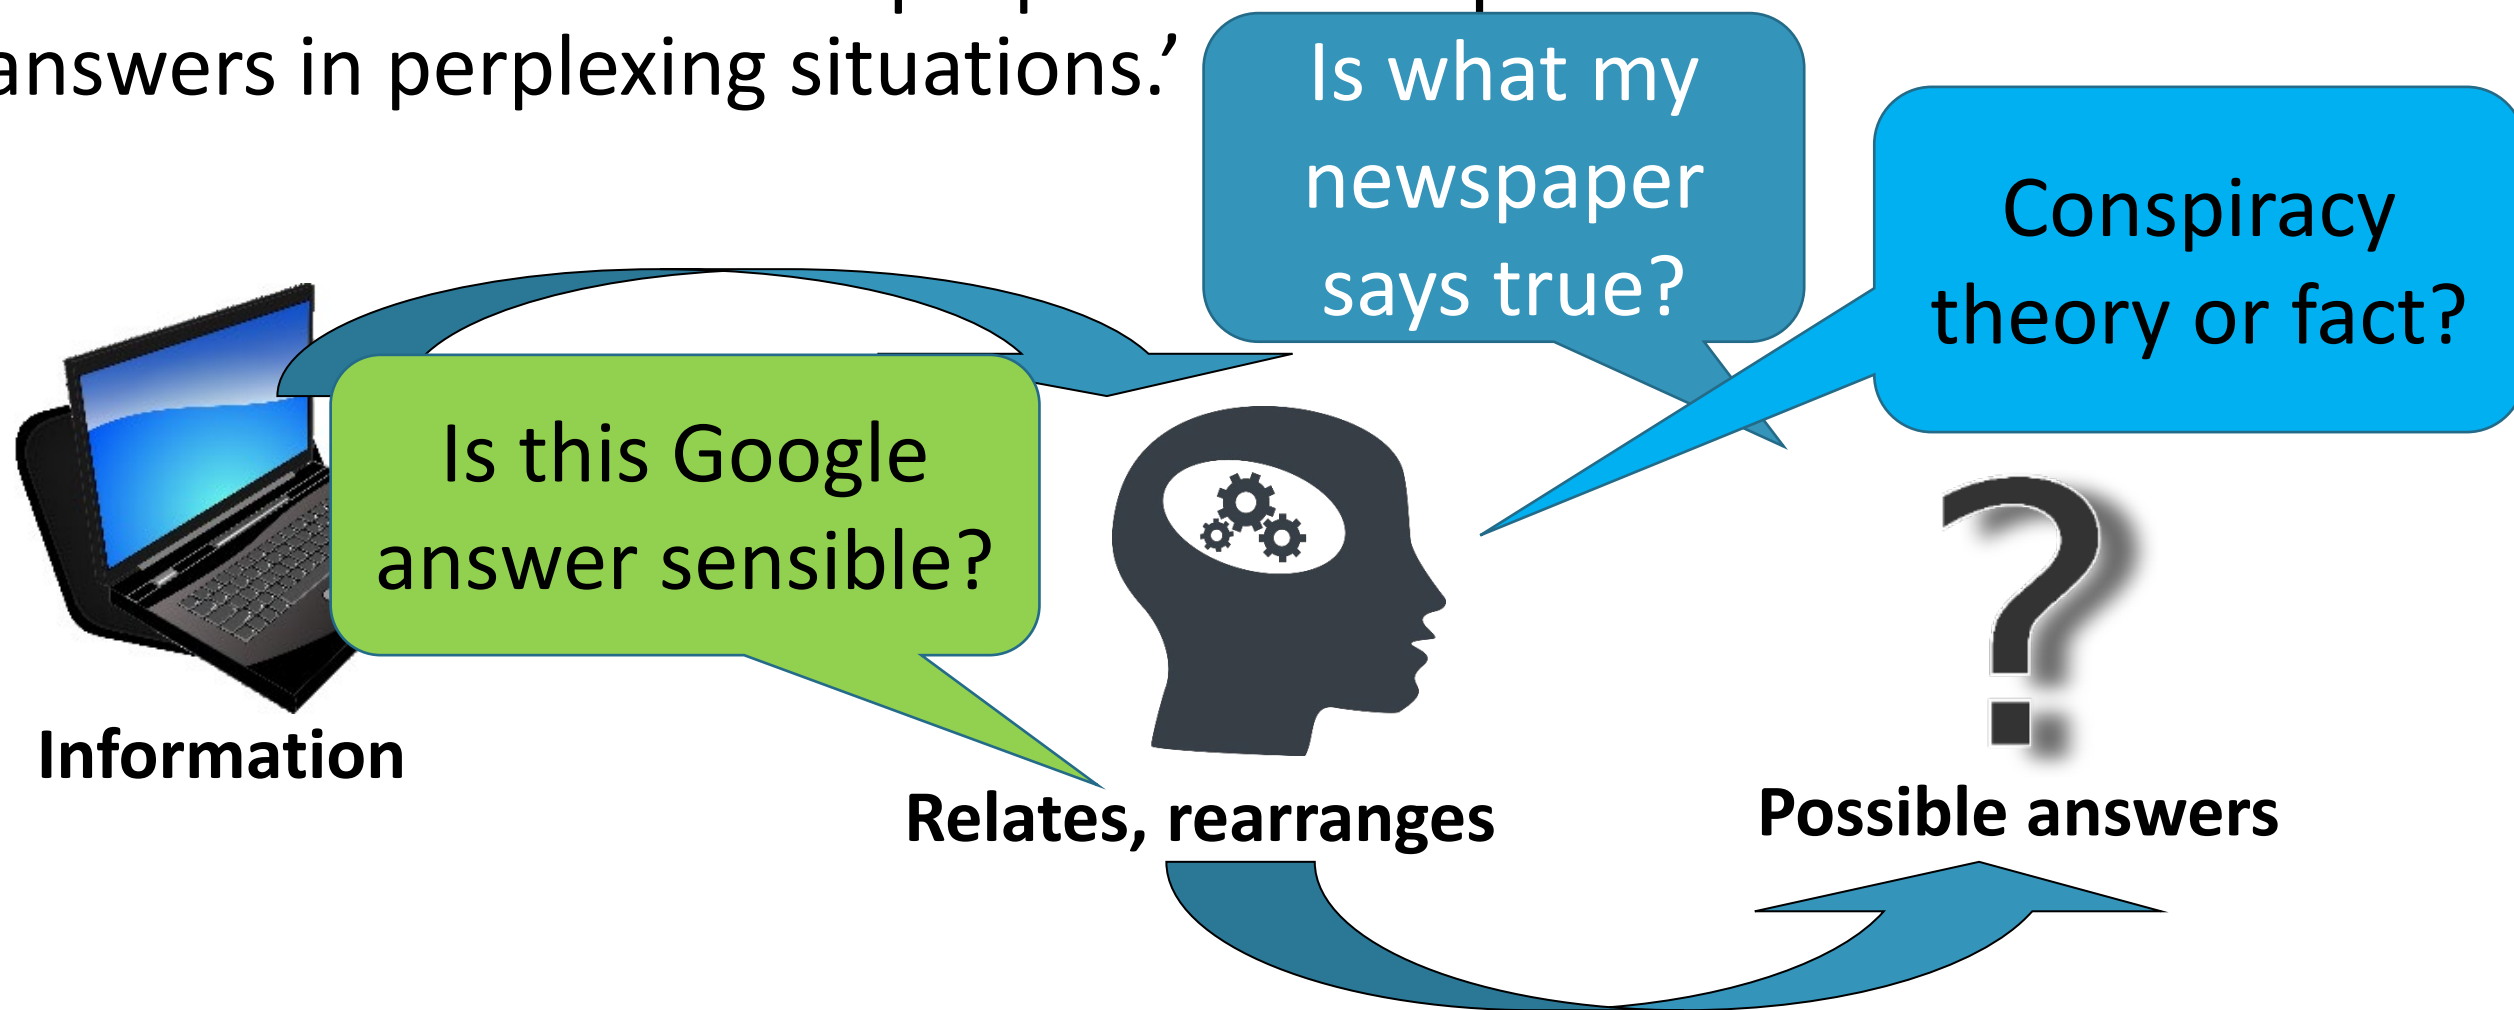 answers in perplexing situations.’
Is what my
newspaper
says true?
Conspiracy
theory or fact?
Is this Google
answer sensible?
Information
Relates, rearranges
Possible answers